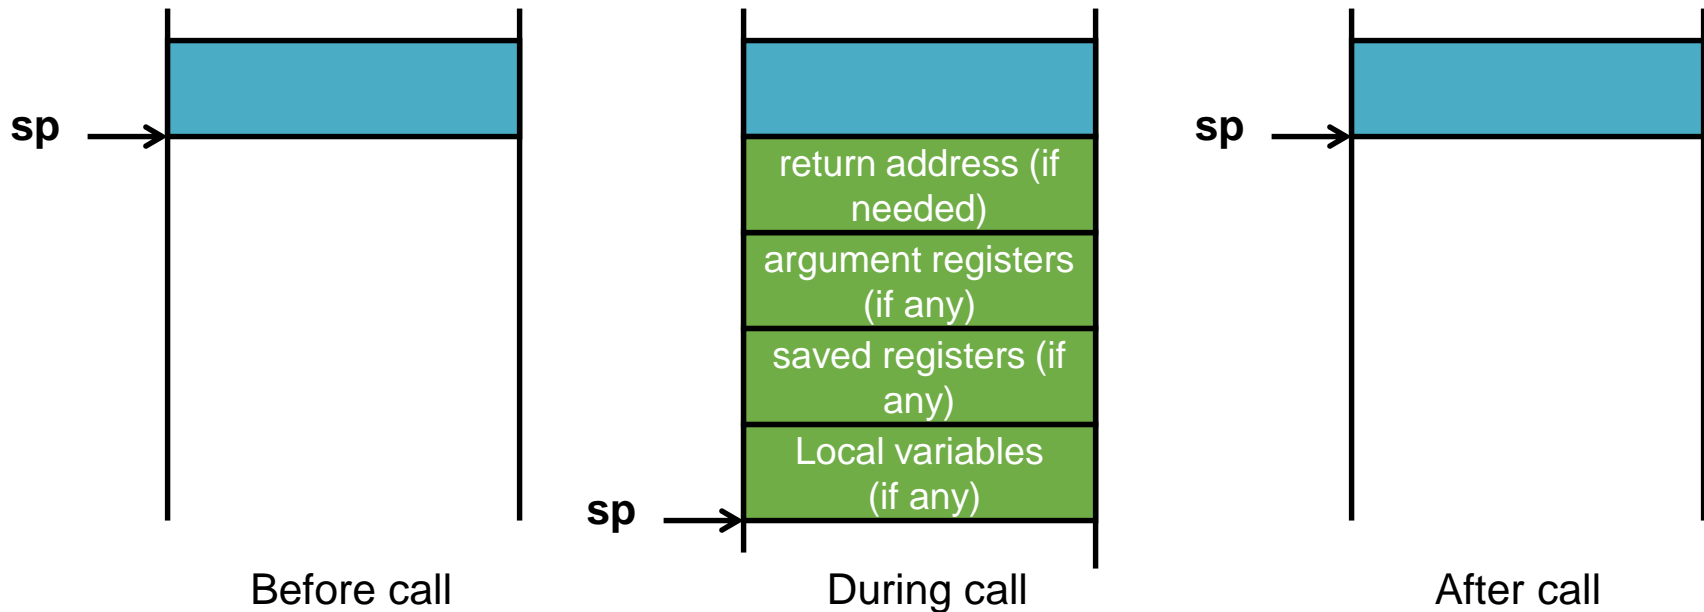 sp
sp
return address (if
needed)
argument registers
(if any)
saved registers (if
any)
Local variables
(if any)
sp
Before call
During call
After call